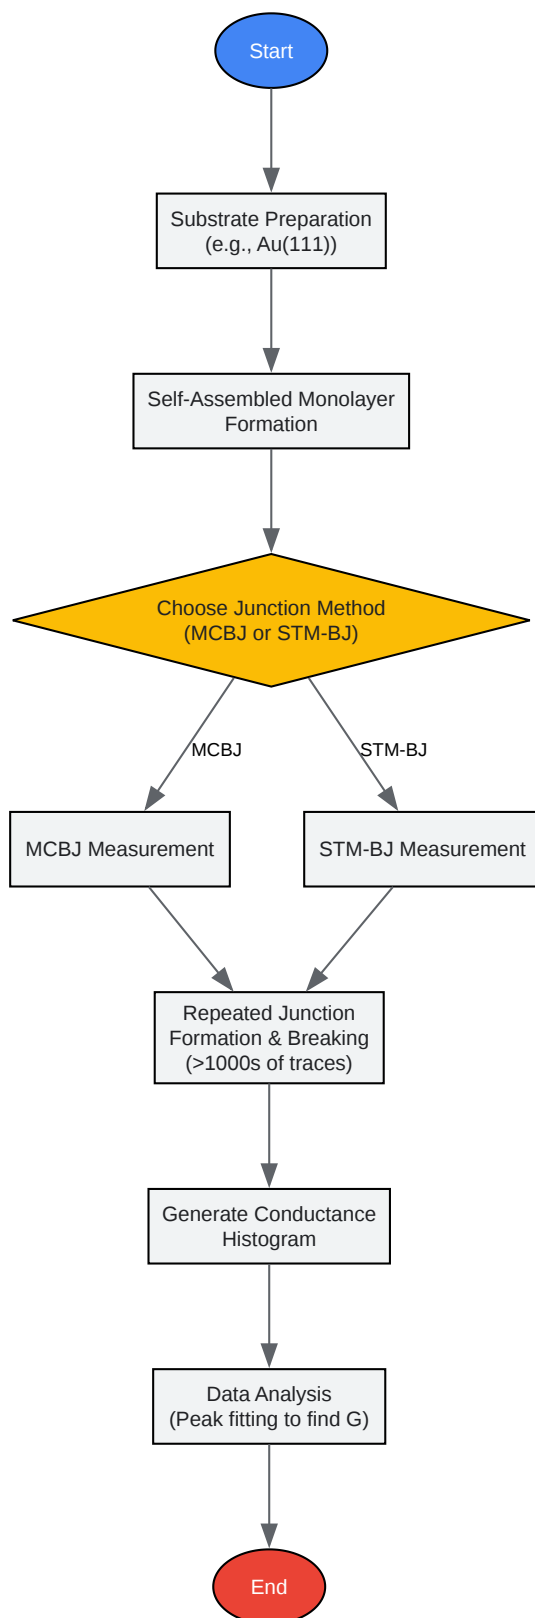 Start
Substrate Preparation
(e.g., Au(111))
Self-Assembled Monolayer
Formation
Choose Junction Method
(MCBJ or STM-BJ)
MCBJ
STM-BJ
MCBJ Measurement
STM-BJ Measurement
Repeated Junction
Formation & Breaking
(>1000s of traces)
Generate Conductance
Histogram
Data Analysis
(Peak fitting to find G)
End